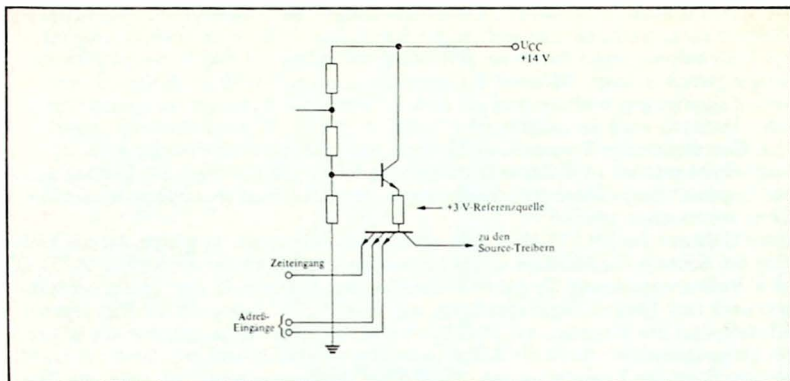 UCC
+14 V
+3 V-Referenzquelle
zu den
Source-Treibern
Zeiteingang
Adreß-
Eingänge